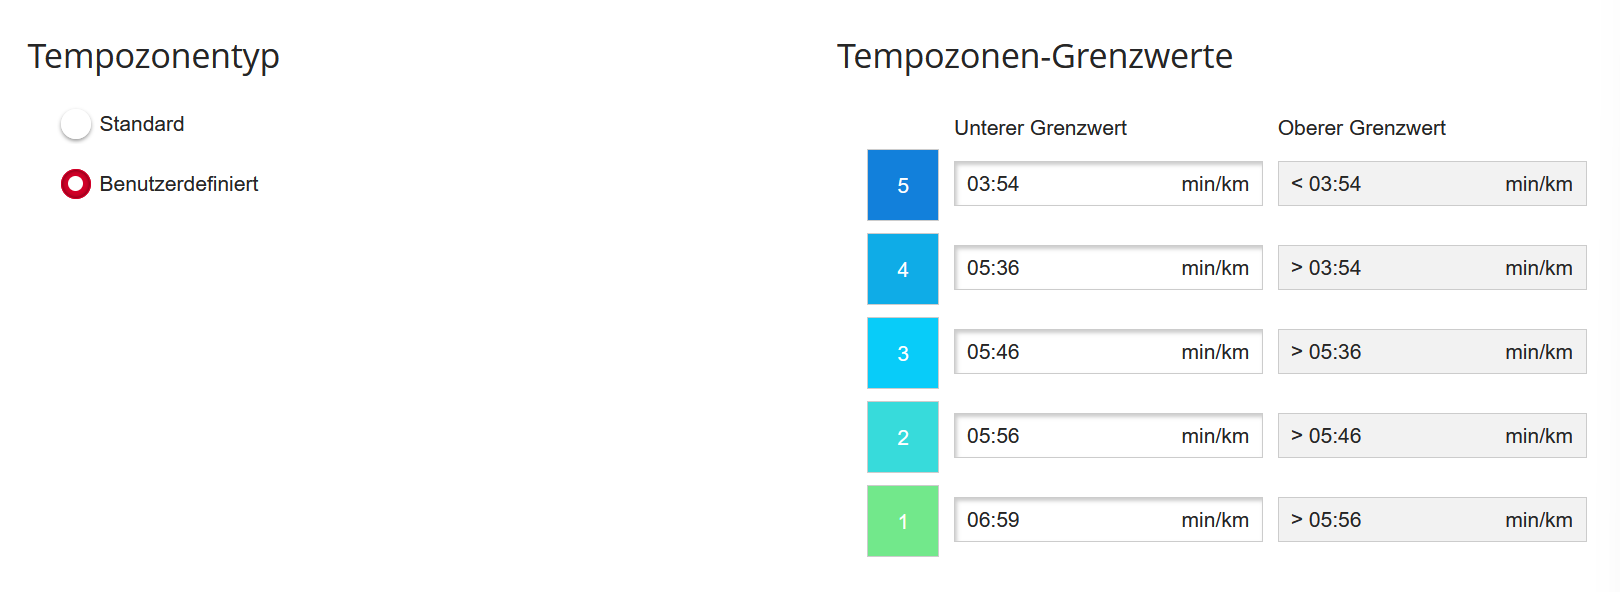 Tempozonentyp
Standard
Benutzerdefiniert
Tempozonen-Grenzwerte
Unterer Grenzwert Oberer Grenzwert
5 03:54 min/km < 03:54 min/km
4 05:36 min/km > 03:54 min/km
3 05:46 min/km > 05:36 min/km
2 05:56 min/km > 05:46 min/km
1 06:59 min/km > 05:56 min/km